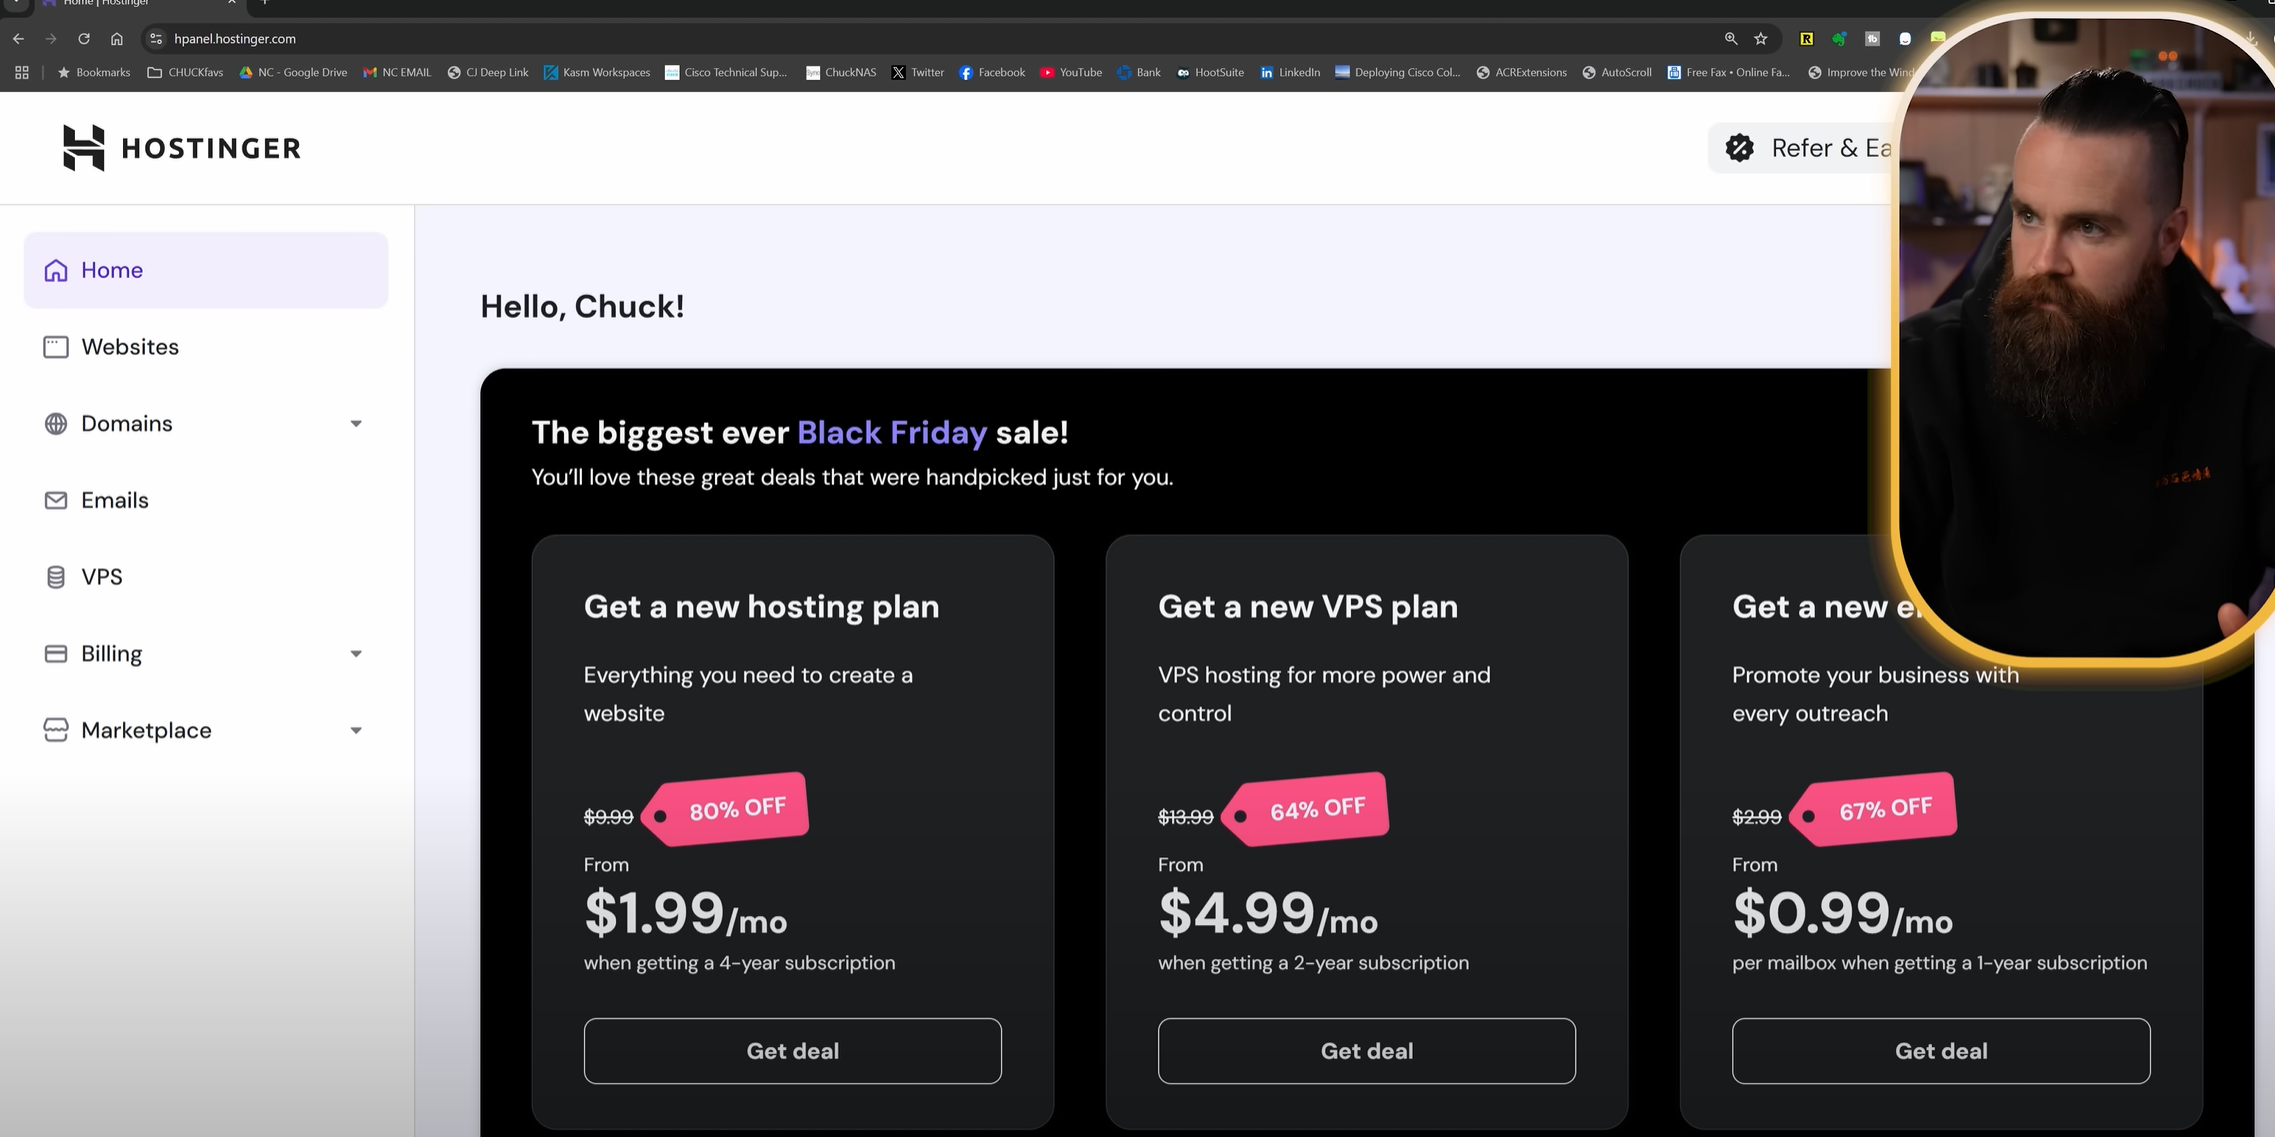 Home | Hostinger
hpanel.hostinger.com
Bookmarks CHUCKfavs NC - Google Drive NC EMAIL CJ Deep Link Kasm Workspaces Cisco Technical Sup... ChuckNAS Twitter Facebook YouTube Bank HootSuite LinkedIn Deploying Cisco Col... ACRExtensions AutoScroll Free Fax • Online Fa... Improve the Wind
HOSTINGER
Refer & Ea
Home
Websites
Domains
Emails
VPS
Billing
Marketplace
Hello, Chuck!
The biggest ever Black Friday sale!
You'll love these great deals that were handpicked just for you.
Get a new hosting plan
Everything you need to create a
website
$9.99 80% OFF
From
$1.99/mo
when getting a 4-year subscription
Get deal
Get a new VPS plan
VPS hosting for more power and
control
$13.99 64% OFF
From
$4.99/mo
when getting a 2-year subscription
Get deal
Get a new e
Promote your business with
every outreach
$2.99 67% OFF
From
$0.99/mo
per mailbox when getting a 1-year subscription
Get deal